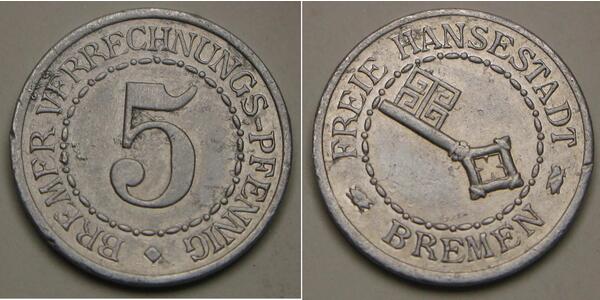 BREMER VERRECHNUNGS-PFENNIG
5
FREIE HANSESTADT
BREMEN